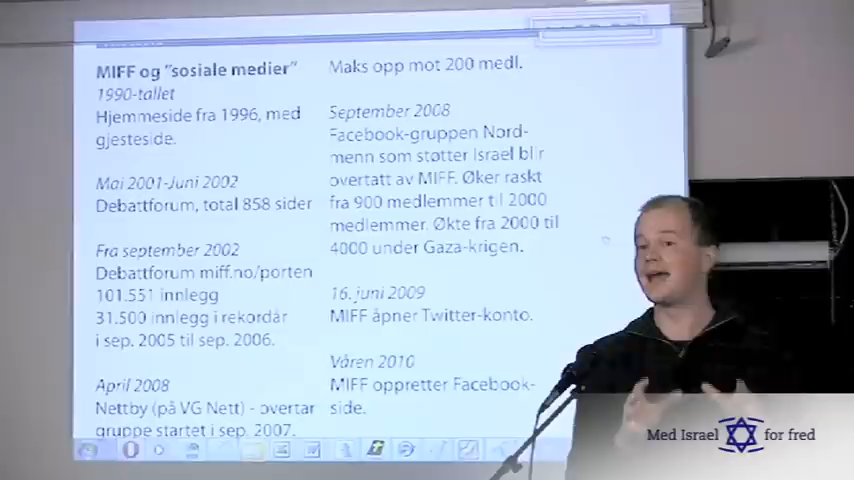 MIFF og "sosiale medier"
1990-tallet
Hjemmeside fra 1996, med
gjesteside.
Mai 2001-Juni 2002
Debattforum, total 858 sider
Fra september 2002
Debattforum miff.no/porten
101.551 innlegg
31.500 innlegg i rekordår
i sep. 2005 til sep. 2006.
April 2008
Nettby (på VG Nett) - overtar
gruppe startet i sep. 2007.
Maks opp mot 200 medl.
September 2008
Facebook-gruppen Nord-
menn som støtter Israel blir
overtatt av MIFF. Øker raskt
fra 900 medlemmer til 2000
medlemmer. Økte fra 2000 til
4000 under Gaza-krigen.
16. juni 2009
MIFF åpner Twitter-konto.
Våren 2010
MIFF oppretter Facebook-
side.
Med Israel for fred